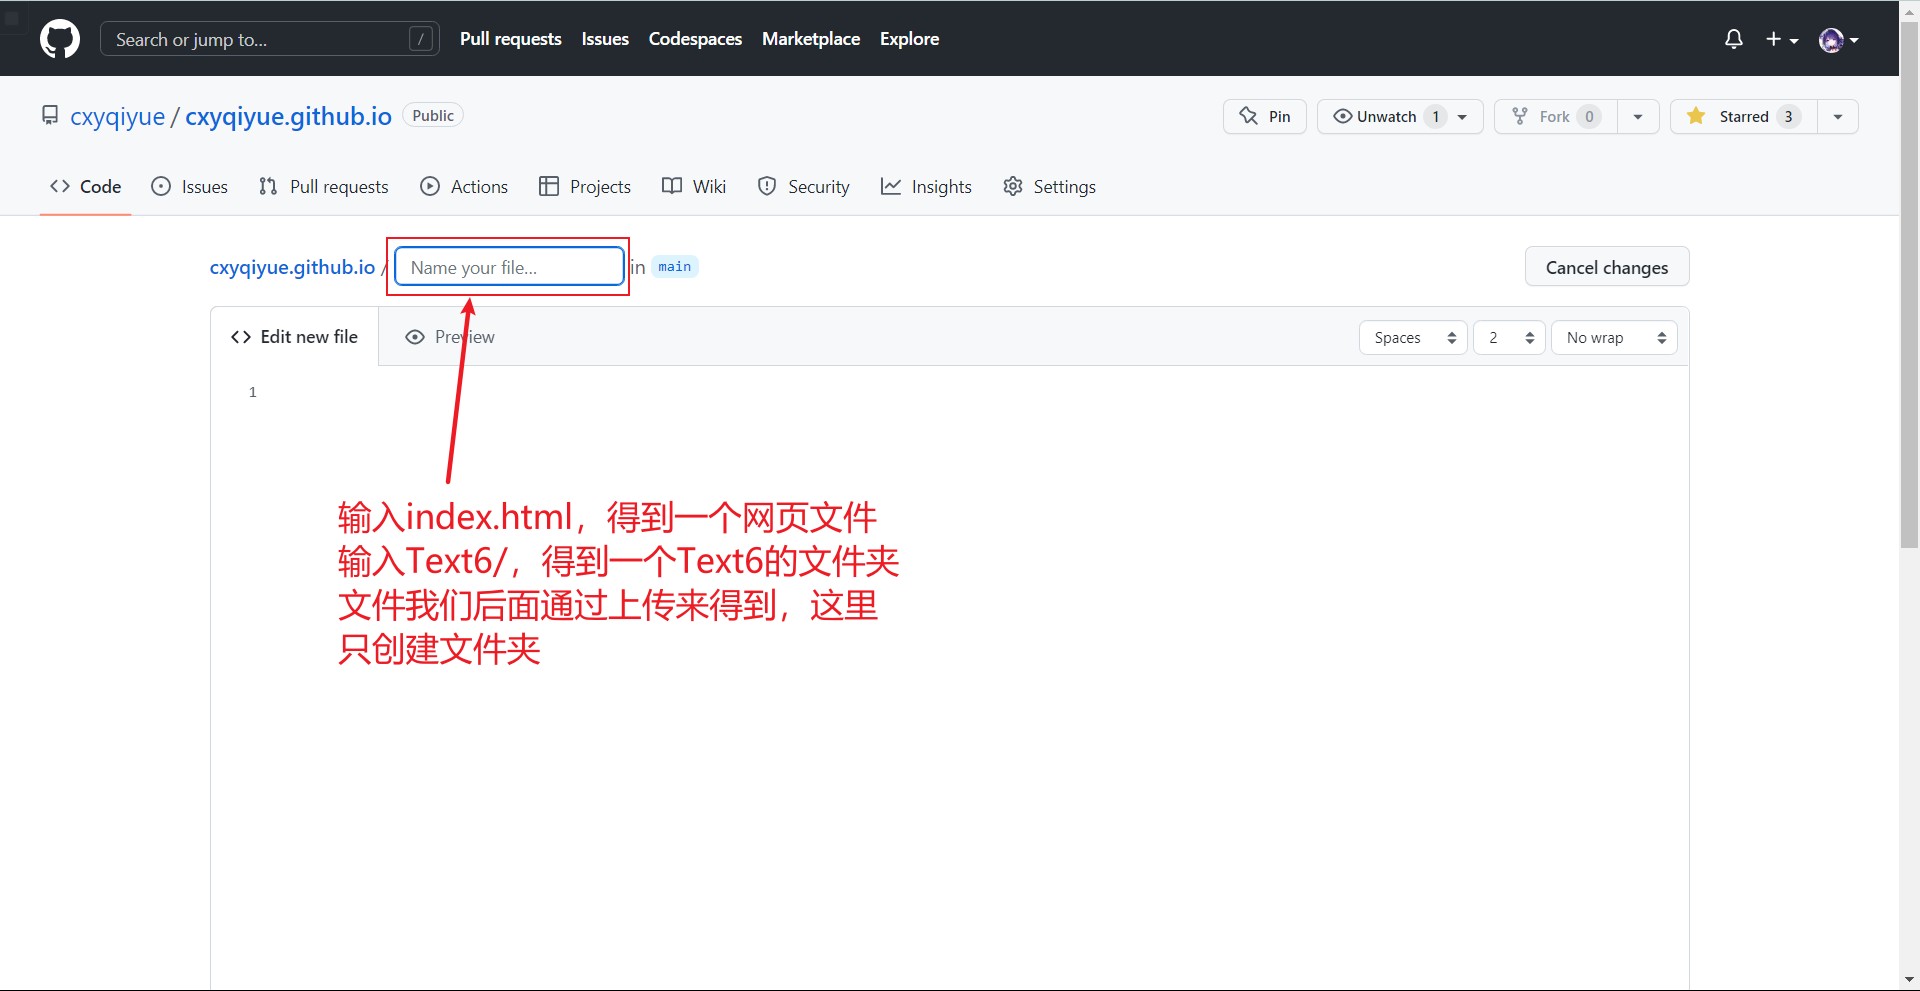 Search or jump to... /
Pull requests Issues Codespaces Marketplace Explore
cxyqiyue / cxyqiyue.github.io Public
Pin Unwatch 1 Fork 0 Starred 3
Code Issues Pull requests Actions Projects Wiki Security Insights Settings
cxyqiyue.github.io / Name your file... in main Cancel changes
Edit new file Preview Spaces 2 No wrap
1
输入index.html，得到一个网页文件
输入Text6/，得到一个Text6的文件夹
文件我们后面通过上传来得到，这里
只创建文件夹